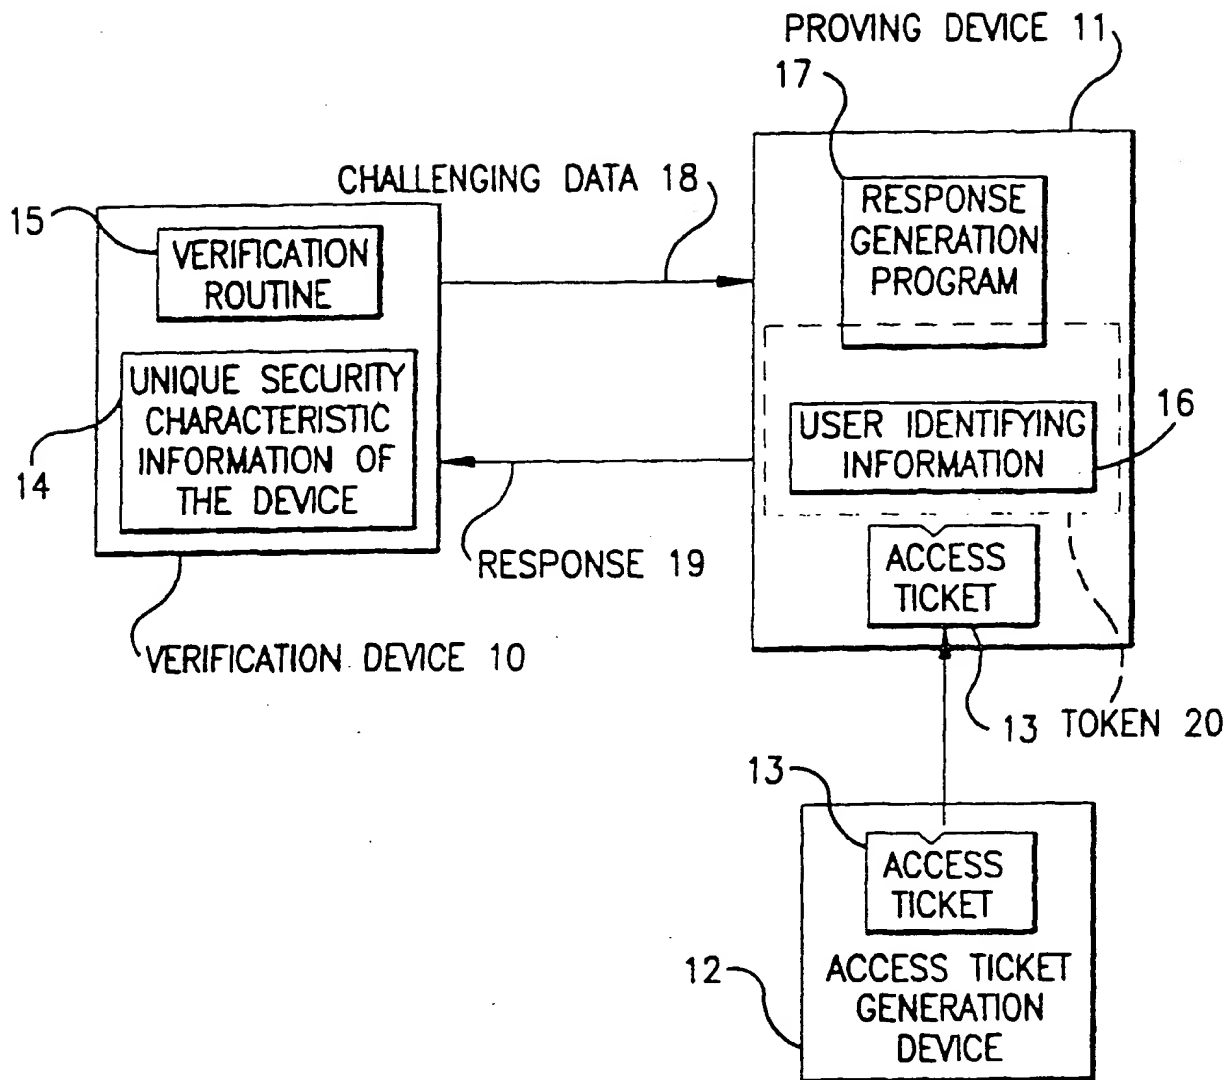 PROVING DEVICE 11
17
CHALLENGING DATA 18
15
VERIFICATION
ROUTINE
RESPONSE
GENERATION
PROGRAM
UNIQUE SECURITY
CHARACTERISTIC
INFORMATION OF
THE DEVICE
14
USER IDENTIFYING
INFORMATION
16
RESPONSE 19
ACCESS
TICKET
VERIFICATION DEVICE 10
13
TOKEN 20
13
ACCESS
TICKET
12
ACCESS TICKET
GENERATION
DEVICE